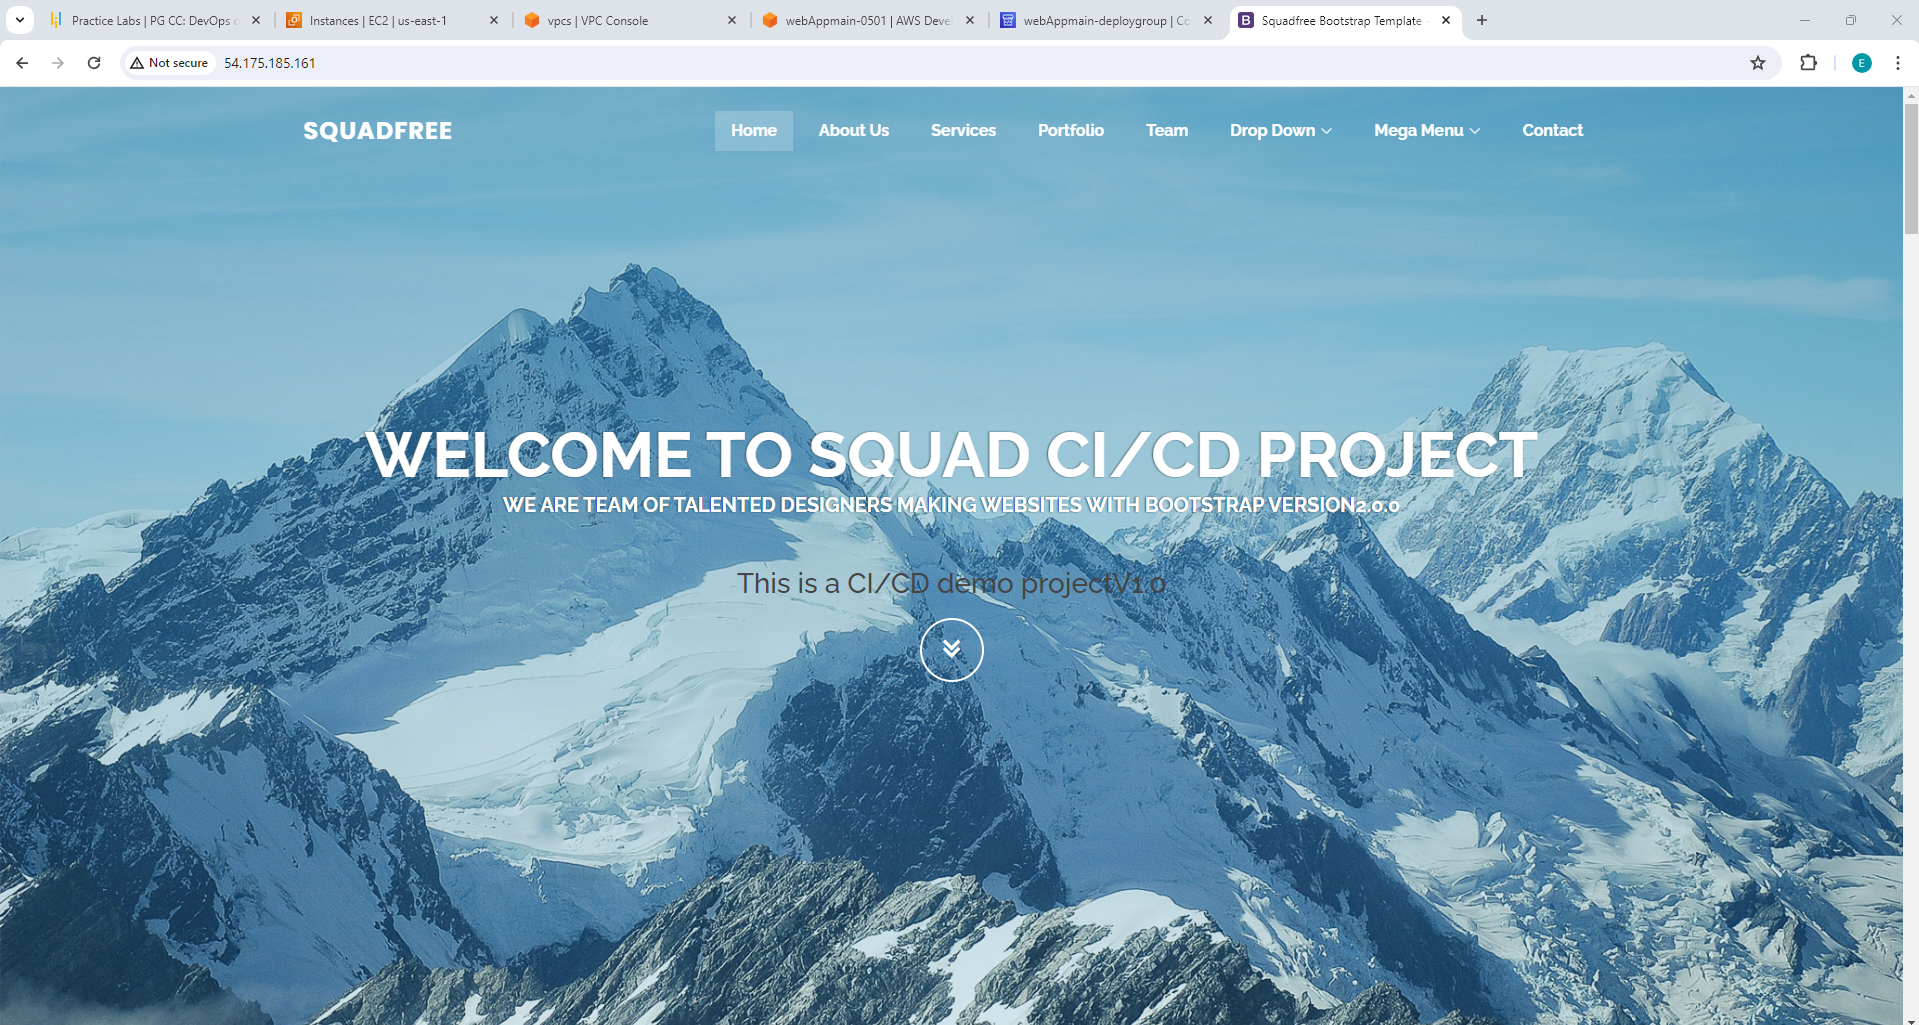 Practice Labs | PG CC: DevOps
Instances | EC2 | us-east-1
vpcs | VPC Console
webAppmain-0501 | AWS Deve
webAppmain-deploygroup | Co
Squadfree Bootstrap Template
Not secure
54.175.185.161
E
SQUADFREE
Home
About Us
Services
Portfolio
Team
Drop Down
Mega Menu
Contact
WELCOME TO SQUAD CI/CD PROJECT
WE ARE TEAM OF TALENTED DESIGNERS MAKING WEBSITES WITH BOOTSTRAP VERSION2.0.0
This is a CI/CD demo projectV1.0